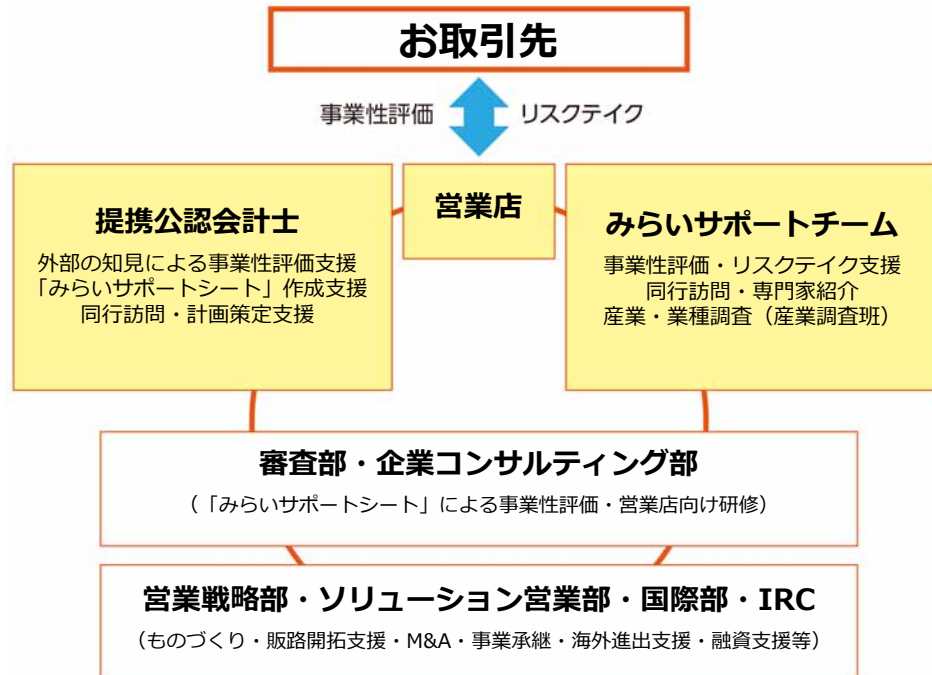 お取引先
事業性評価
リスクテイク
営業店
提携公認会計士
外部の知見による事業性評価支援
「みらいサポートシート」作成支援
同行訪問・計画策定支援
みらいサポートチーム
事業性評価・リスクテイク支援
同行訪問・専門家紹介
産業・業種調査（産業調査班）
審査部・企業コンサルティング部
（「みらいサポートシート」による事業性評価・営業店向け研修）
営業戦略部・ソリューション営業部・国際部・IRC
（ものづくり・販路開拓支援・M&A・事業承継・海外進出支援・融資支援等）